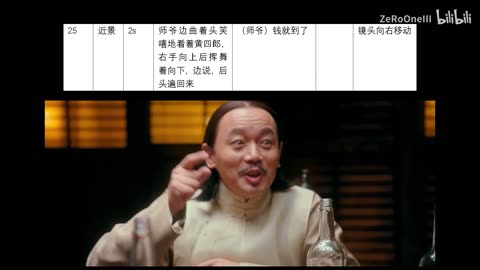 ZeRoOneIII bilibili
25 近景 2s 师爷边曲着头笑 （师爷）钱就到了 镜头向右移动
嘻地看着黄四郎，
右手向上后挥舞
着向下，边说，后
头遍回来